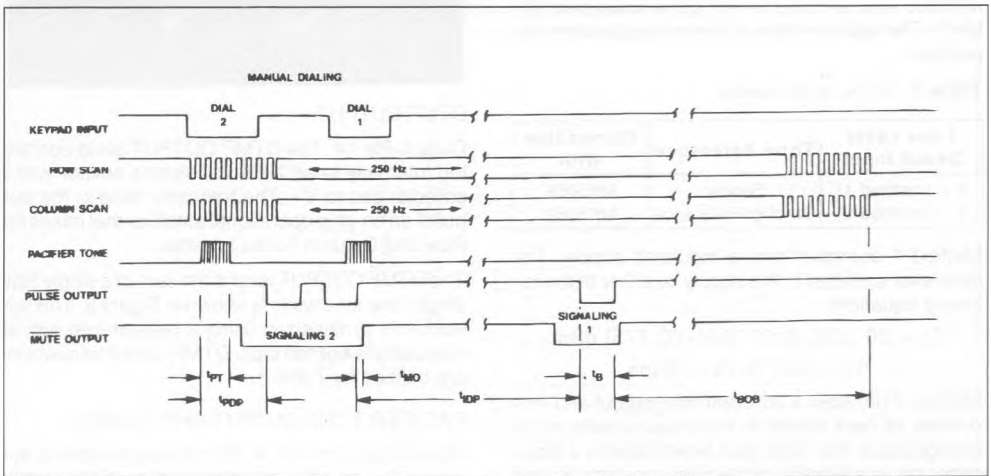 MANUAL DIALING
DIAL
2
DIAL
1
KEYPAD INPUT
ROW SCAN
250 Hz
COLUMN SCAN
250 Hz
PACIFIER TONE
PULSE OUTPUT
MUTE OUTPUT
SIGNALING 2
SIGNALING
1
tPT
tMO
tB
tPDP
tIDP
tBOB